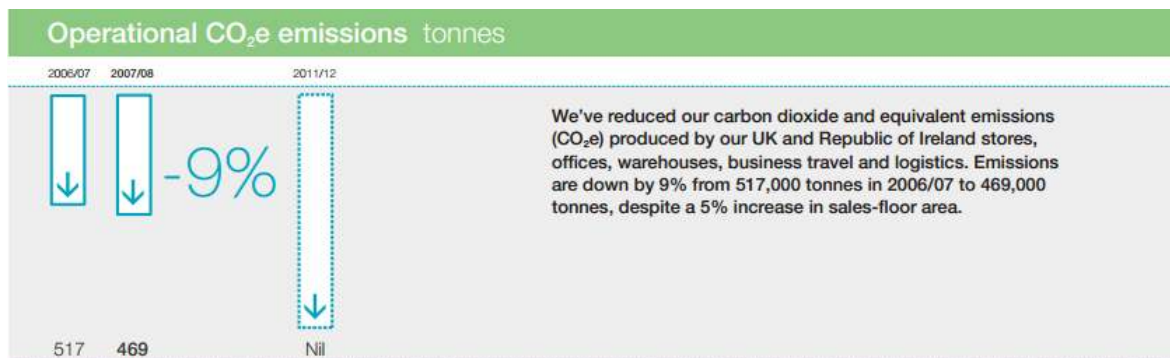 Operational CO₂e emissions tonnes
2006/07 2007/08 2011/12
-9%
We've reduced our carbon dioxide and equivalent emissions
(CO₂e) produced by our UK and Republic of Ireland stores,
offices, warehouses, business travel and logistics. Emissions
are down by 9% from 517,000 tonnes in 2006/07 to 469,000
tonnes, despite a 5% increase in sales-floor area.
517 469 Nil